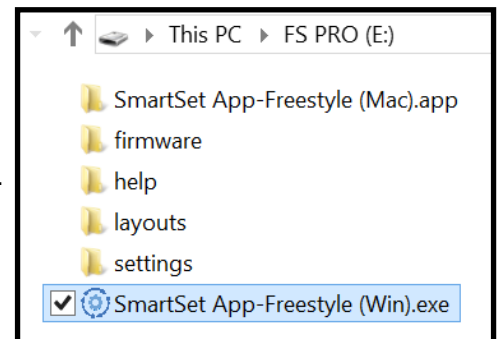 This PC FS PRO (E:)
SmartSet App-Freestyle (Mac).app
firmware
help
layouts
settings
SmartSet App-Freestyle (Win).exe